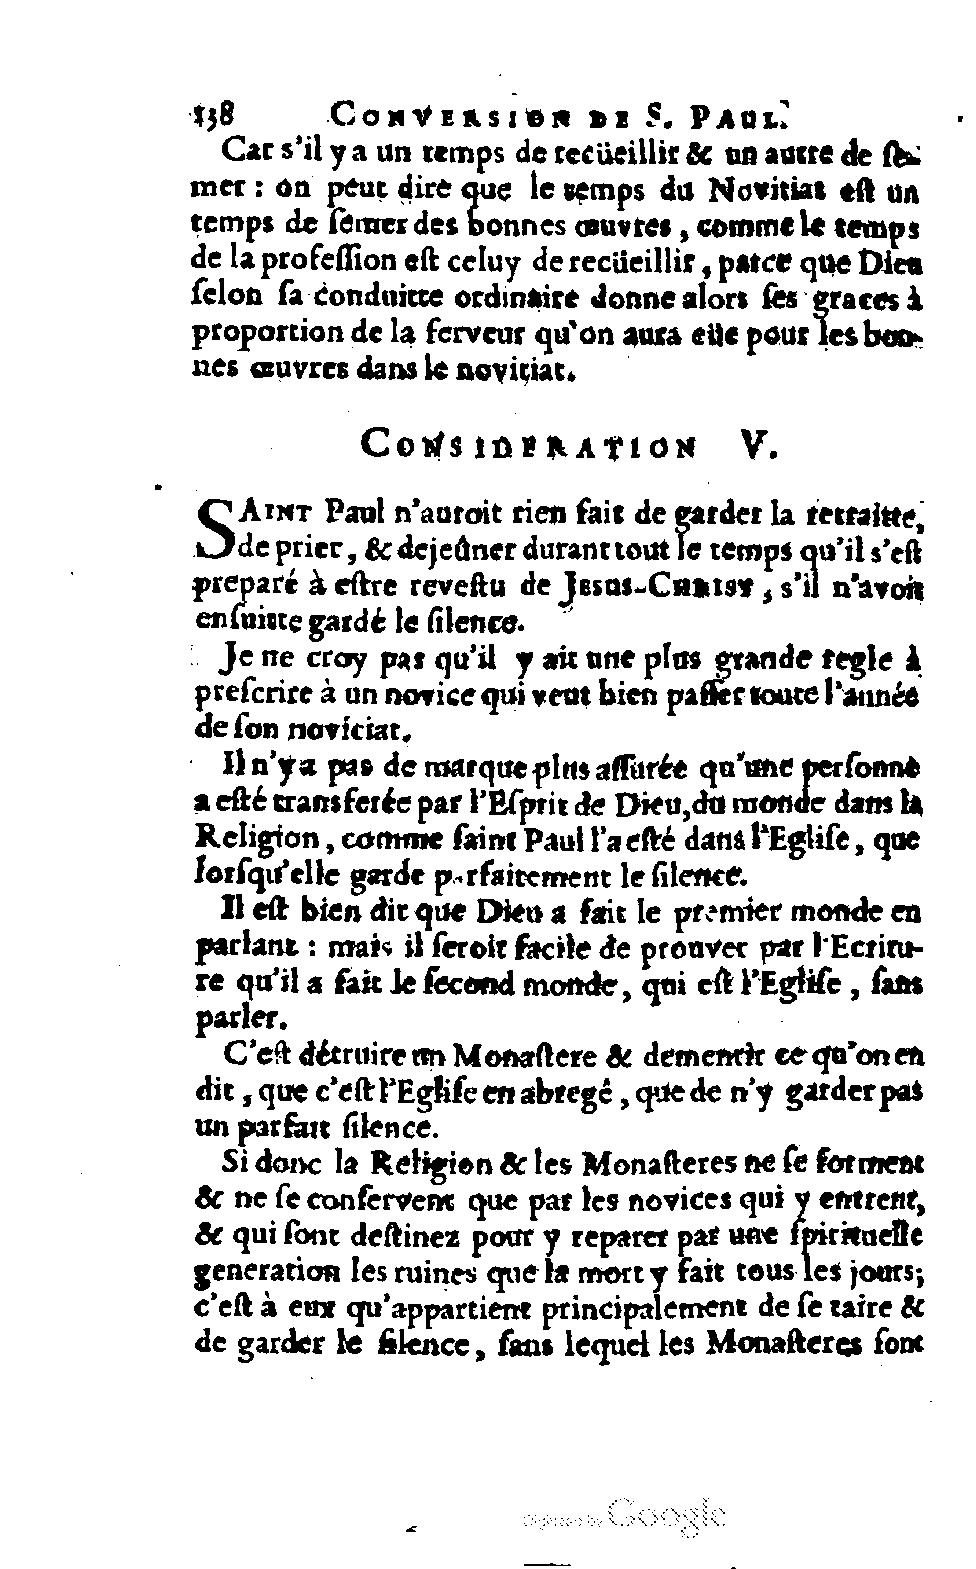 138 CONVERSION DE S. PAUL.
Car s'il y a un temps de recüeillir & un autre de ſe-
mer : on peut dire que le temps du Novitiat eſt un
temps de ſemer des bonnes œuvres, comme le temps
de la profeſſion eſt celuy de recüeillir, parce que Dieu
ſelon ſa conduitte ordinaire donne alors ſes graces à
proportion de la ferveur qu'on aura eüe pour les bon-
nes œuvres dans le novitiat.
CONSIDERATION V.
SAINT Paul n'auroit rien fait de garder la retraitte,
de prier, & de jeûner durant tout le temps qu'il s'eſt
preparé à eſtre reveſtu de JESUS-CHRIST, s'il n'avoit
enſuitte gardé le ſilence.
Je ne croy pas qu'il y ait une plus grande regle à
preſcrire à un novice qui veut bien paſſer toute l'année
de ſon noviciat.
Il n'y a pas de marque plus aſſurée qu'une perſonne
a eſté transferée par l'Eſprit de Dieu, du monde dans la
Religion, comme ſaint Paul l'a eſté dans l'Egliſe, que
lorſqu'elle garde parfaitement le ſilence.
Il eſt bien dit que Dieu a fait le premier monde en
parlant : mais il ſeroit facile de prouver par l'Ecritu-
re qu'il a fait le ſecond monde, qui eſt l'Egliſe, ſans
parler.
C'eſt détruire un Monaſtere & dementir ce qu'on en
dit, que c'eſt l'Egliſe en abregé, que de n'y garder pas
un parfait ſilence.
Si donc la Religion & les Monaſteres ne ſe forment
& ne ſe conſervent que par les novices qui y entrent,
& qui ſont deſtinez pour y reparer par une ſpirituelle
generation les ruines que la mort y fait tous les jours;
c'eſt à eux qu'appartient principalement de ſe taire &
de garder le ſilence, ſans lequel les Monaſteres ſont
Digitized by Google